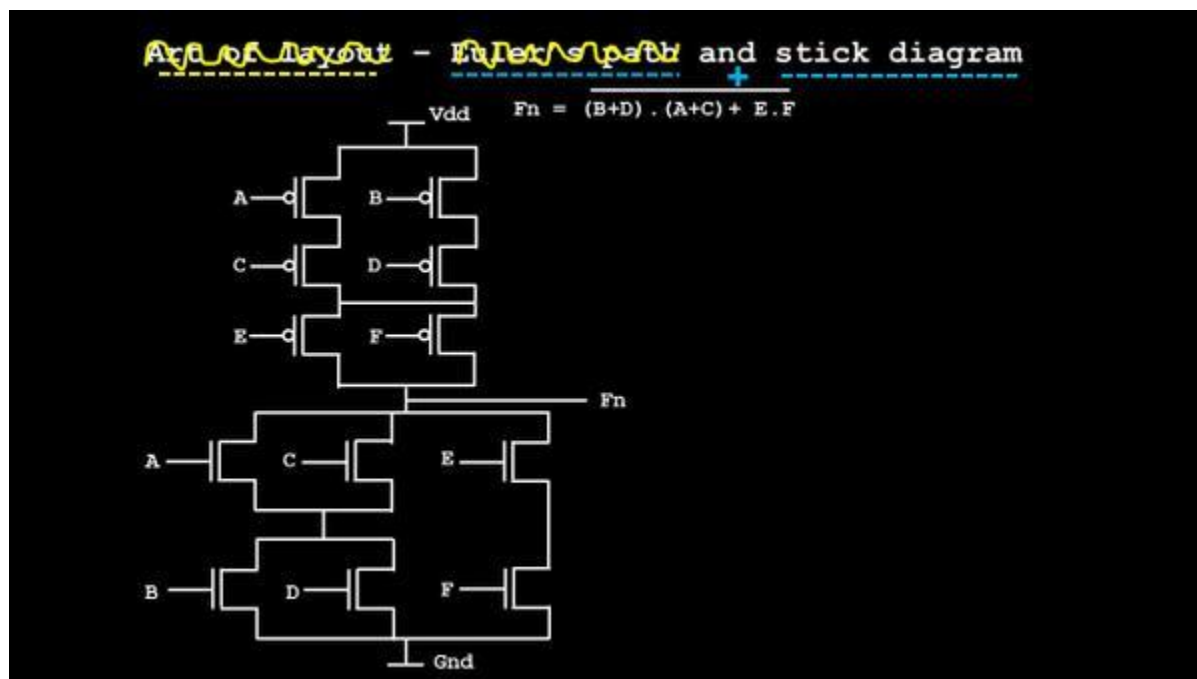 Art of layout - Euler's path and stick diagram
Fn = (B+D).(A+C)+ E.F
Vdd
A
B
C
D
E
F
Fn
A
C
E
B
D
F
Gnd